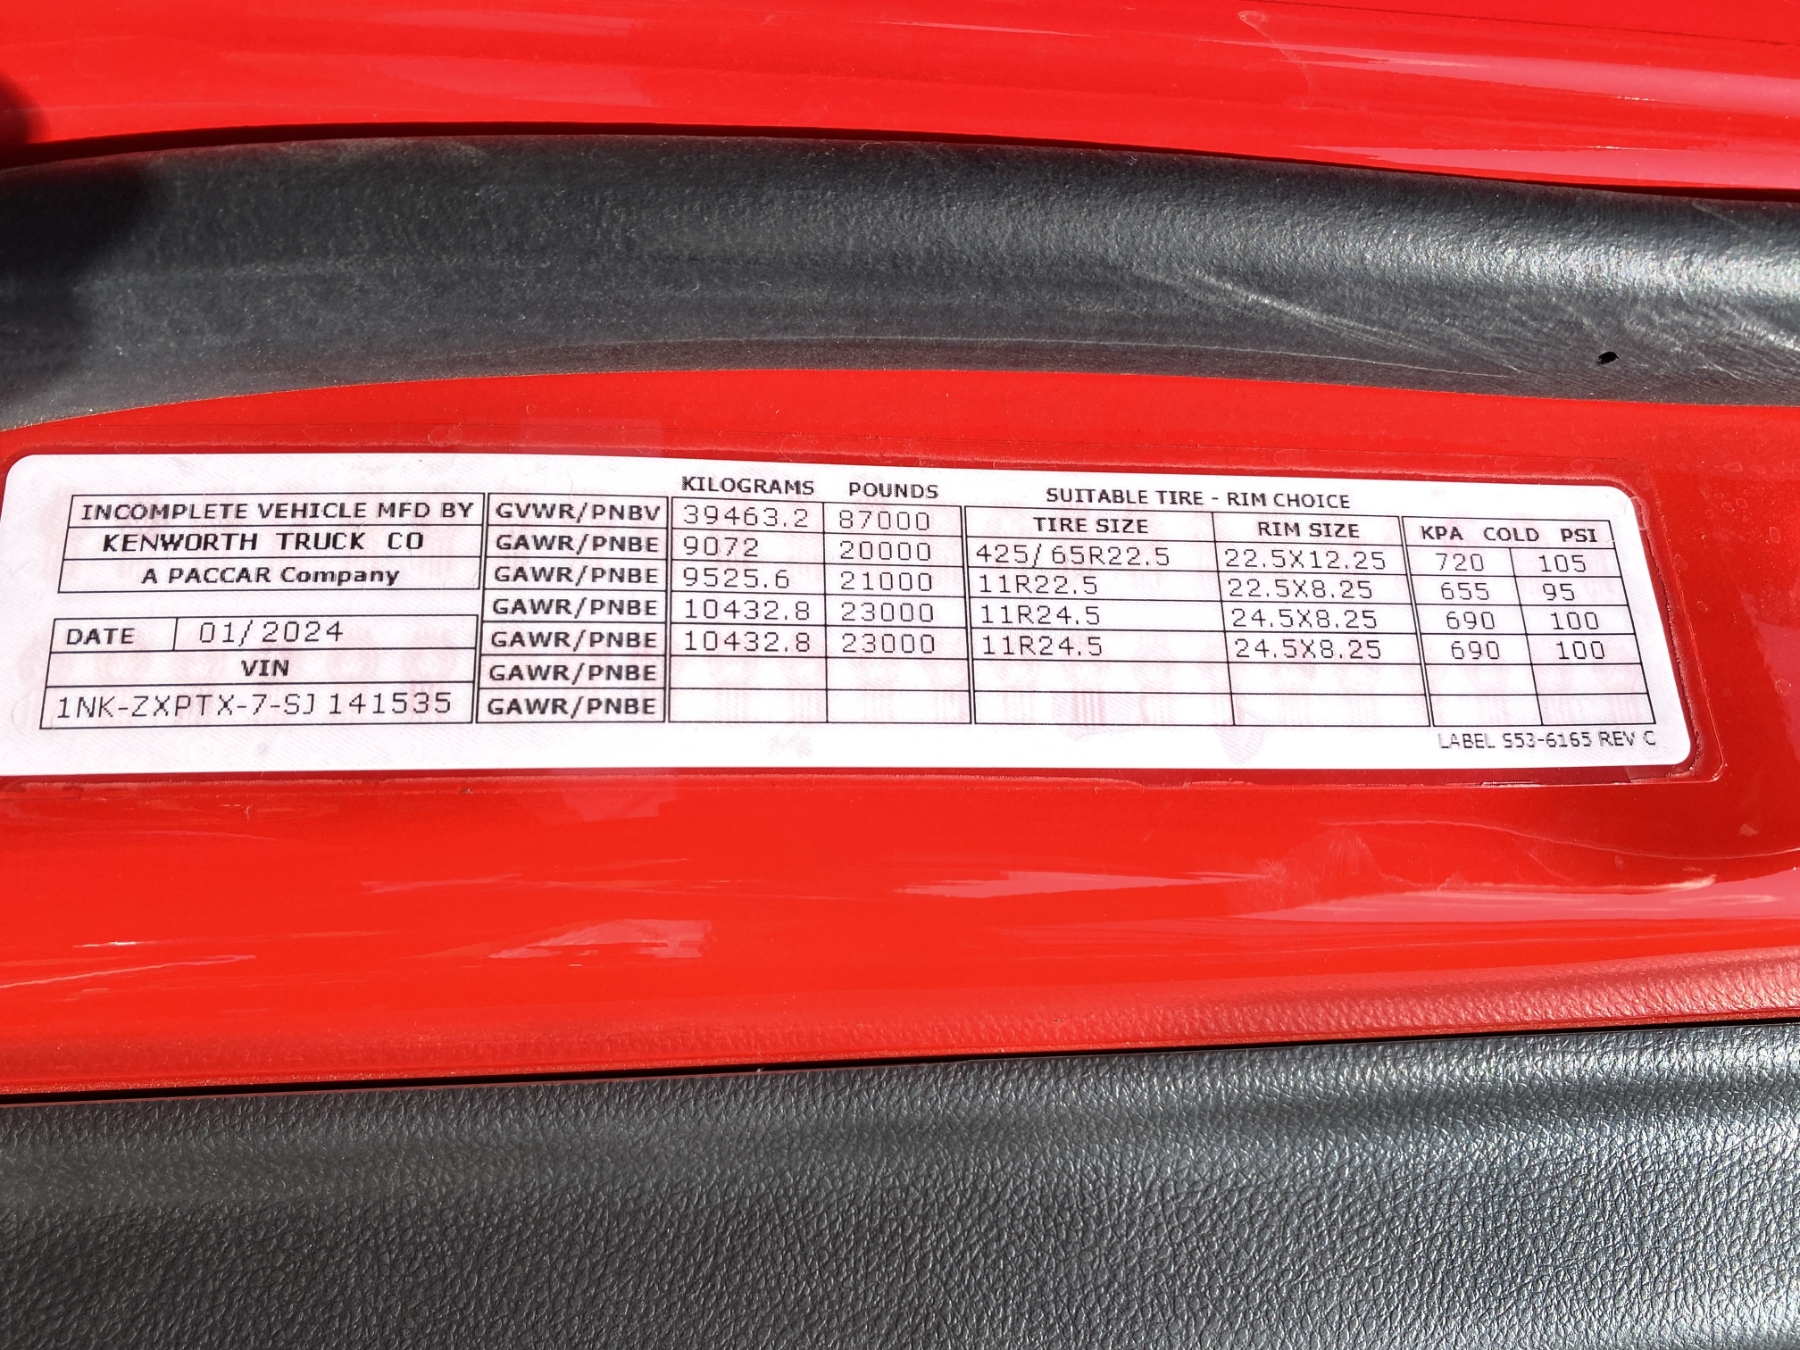 KILOGRAMS POUNDS SUITABLE TIRE - RIM CHOICE
INCOMPLETE VEHICLE MFD BY GVWR/PNBV 39463.2 87000 TIRE SIZE RIM SIZE KPA COLD PSI
KENWORTH TRUCK CO GAWR/PNBE 9072 20000 425/65R22.5 22.5X12.25 720 105
A PACCAR Company GAWR/PNBE 9525.6 21000 11R22.5 22.5X8.25 655 95
GAWR/PNBE 10432.8 23000 11R24.5 24.5X8.25 690 100
DATE 01/2024 GAWR/PNBE 10432.8 23000 11R24.5 24.5X8.25 690 100
VIN GAWR/PNBE
1NK-ZXPTX-7-SJ141535 GAWR/PNBE
LABEL S53-6165 REV C